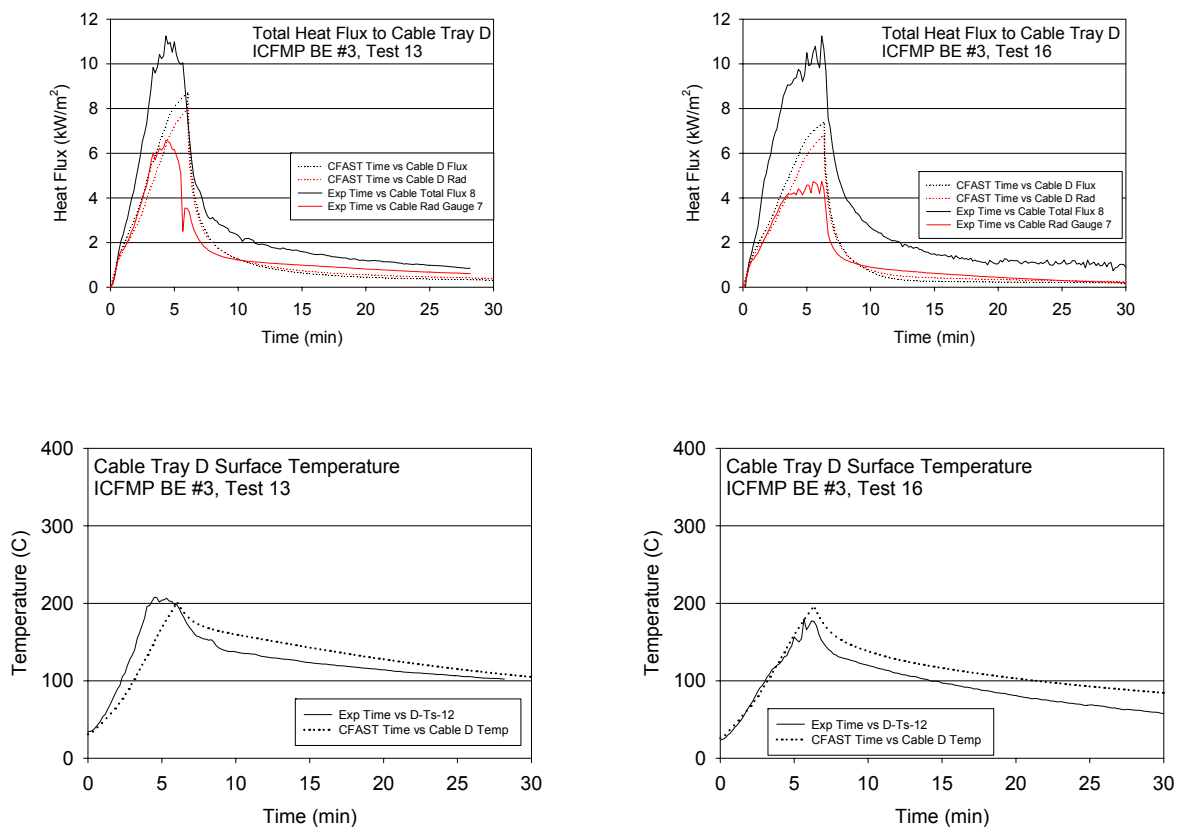 Total Heat Flux to Cable Tray D
ICFMP BE #3, Test 13
Heat Flux (kW/m²)
12
10
8
6
4
2
0
CFAST Time vs Cable D Flux
CFAST Time vs Cable D Rad
Exp Time vs Cable Total Flux 8
Exp Time vs Cable Rad Gauge 7
0 5 10 15 20 25 30
Time (min)
Total Heat Flux to Cable Tray D
ICFMP BE #3, Test 16
Heat Flux (kW/m²)
12
10
8
6
4
2
0
CFAST Time vs Cable D Flux
CFAST Time vs Cable D Rad
Exp Time vs Cable Total Flux 8
Exp Time vs Cable Rad Gauge 7
0 5 10 15 20 25 30
Time (min)
Cable Tray D Surface Temperature
ICFMP BE #3, Test 13
Temperature (C)
400
300
200
100
0
Exp Time vs D-Ts-12
CFAST Time vs Cable D Temp
0 5 10 15 20 25 30
Time (min)
Cable Tray D Surface Temperature
ICFMP BE #3, Test 16
Temperature (C)
400
300
200
100
0
Exp Time vs D-Ts-12
CFAST Time vs Cable D Temp
0 5 10 15 20 25 30
Time (min)